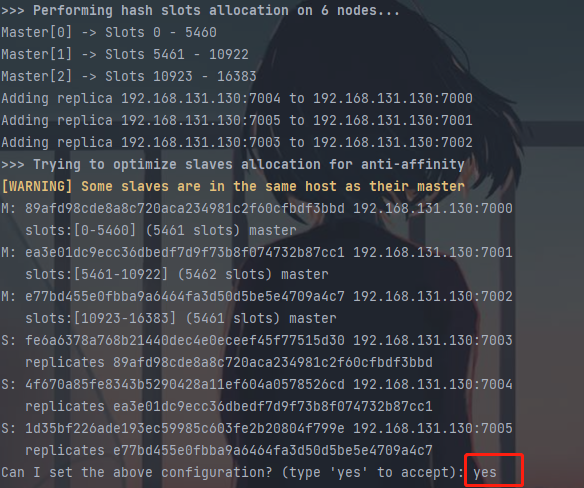 >>> Performing hash slots allocation on 6 nodes...
Master[0] -> Slots 0 - 5460
Master[1] -> Slots 5461 - 10922
Master[2] -> Slots 10923 - 16383
Adding replica 192.168.131.130:7004 to 192.168.131.130:7000
Adding replica 192.168.131.130:7005 to 192.168.131.130:7001
Adding replica 192.168.131.130:7003 to 192.168.131.130:7002
>>> Trying to optimize slaves allocation for anti-affinity
[WARNING] Some slaves are in the same host as their master
M: 89afd98cde8a8c720aca234981c2f60cfbdf3bbd 192.168.131.130:7000
   slots:[0-5460] (5461 slots) master
M: ea3e01dc9ecc36dbedf7d9f73b8f074732b87cc1 192.168.131.130:7001
   slots:[5461-10922] (5462 slots) master
M: e77bd455e0fbba9a6464fa3d50d5be5e4709a4c7 192.168.131.130:7002
   slots:[10923-16383] (5461 slots) master
S: fe6a6378a768b21440dec4e0eceef45f77515d30 192.168.131.130:7003
   replicates 89afd98cde8a8c720aca234981c2f60cfbdf3bbd
S: 4f670a85fe8343b5290428a11ef604a0578526cd 192.168.131.130:7004
   replicates ea3e01dc9ecc36dbedf7d9f73b8f074732b87cc1
S: 1d35bf226ade193ec59985c603fe2b20804f799e 192.168.131.130:7005
   replicates e77bd455e0fbba9a6464fa3d50d5be5e4709a4c7
Can I set the above configuration? (type 'yes' to accept): yes